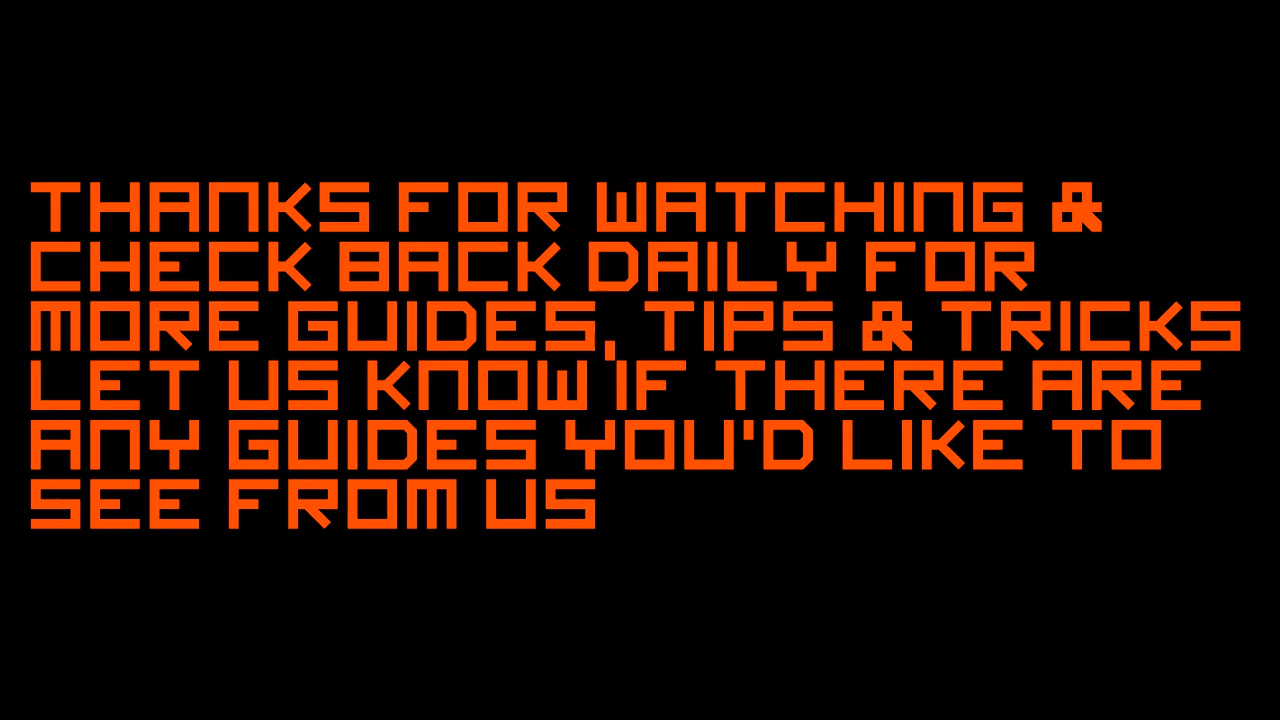 THANKS FOR WATCHING &
CHECK BACK DAILY FOR
MORE GUIDES, TIPS & TRICKS
LET US KNOW IF THERE ARE
ANY GUIDES YOU'D LIKE TO
SEE FROM US